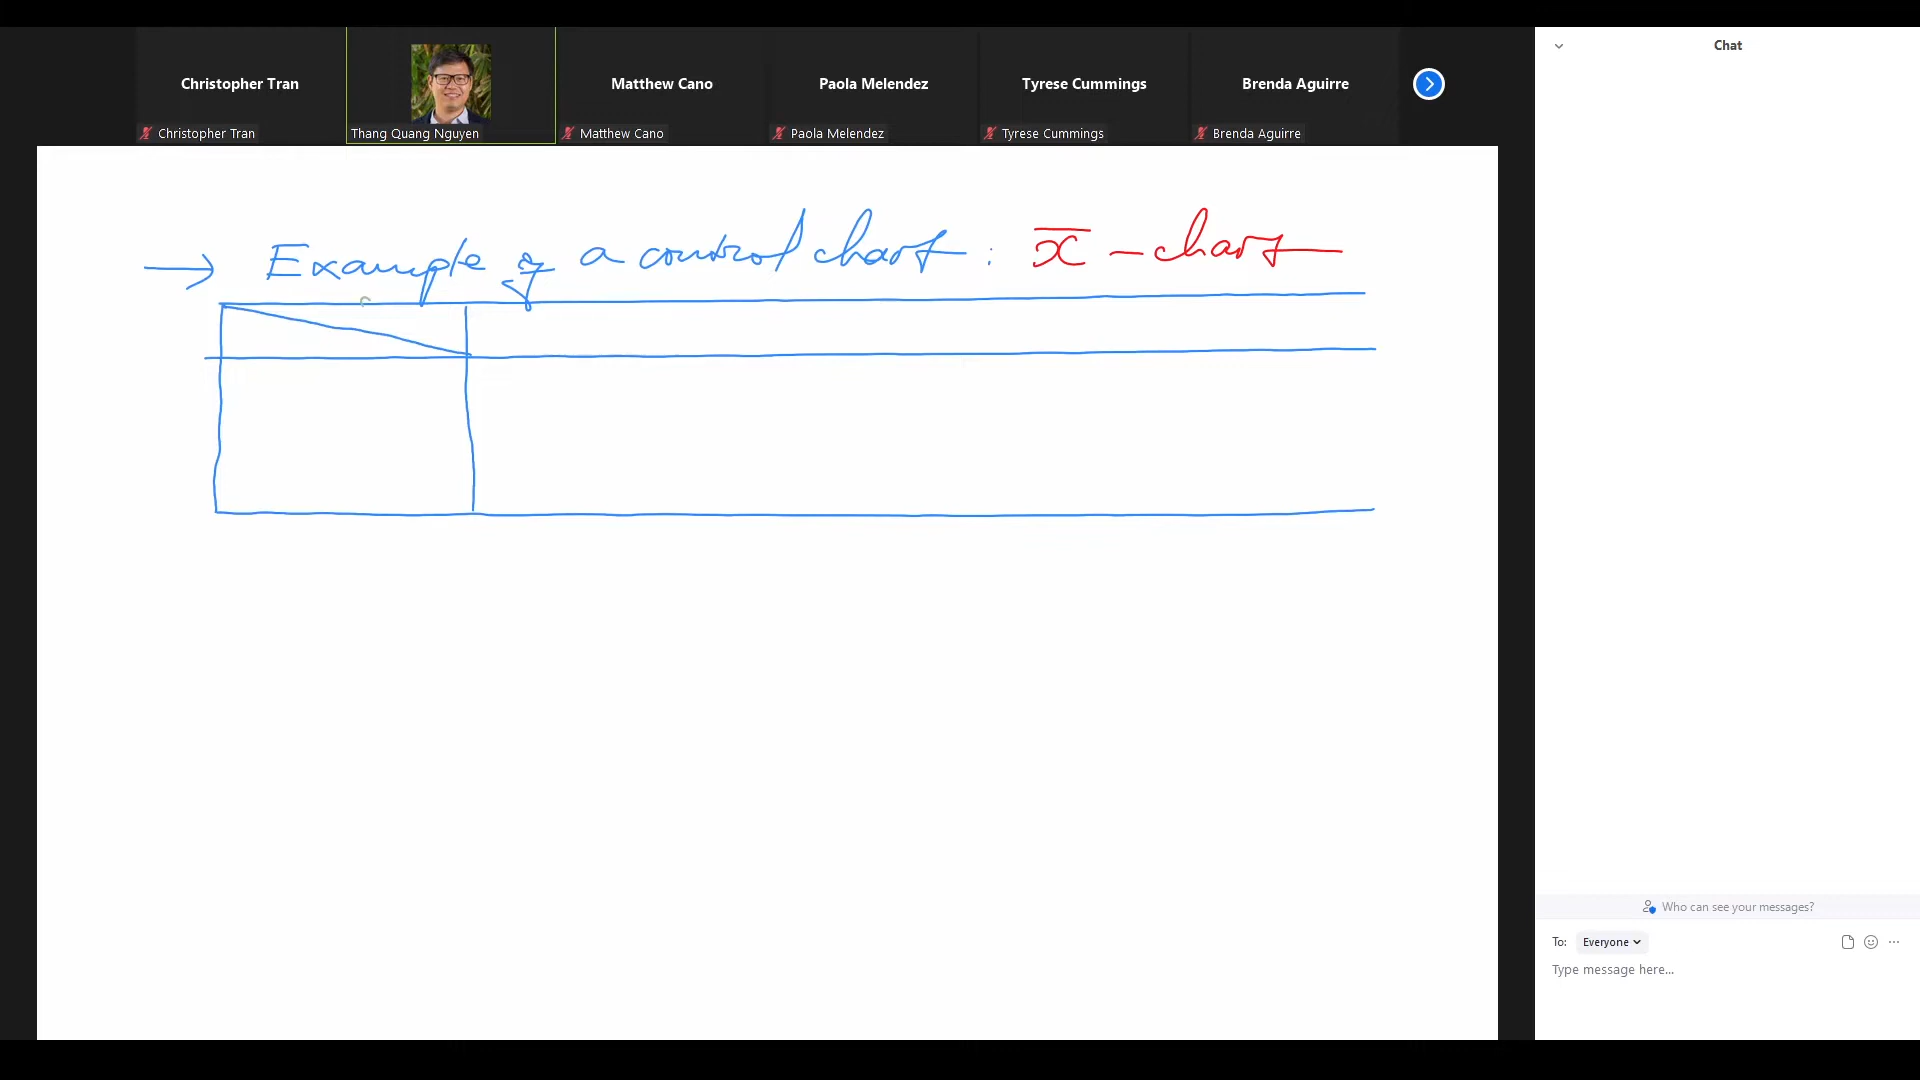 Chat
Christopher Tran
Matthew Cano
Paola Melendez
Tyrese Cummings
Brenda Aguirre
Christopher Tran
Thang Quang Nguyen
Matthew Cano
Paola Melendez
Tyrese Cummings
Brenda Aguirre
→ Example of a control chart : x̅ - chart
Who can see your messages?
To: Everyone
Type message here...